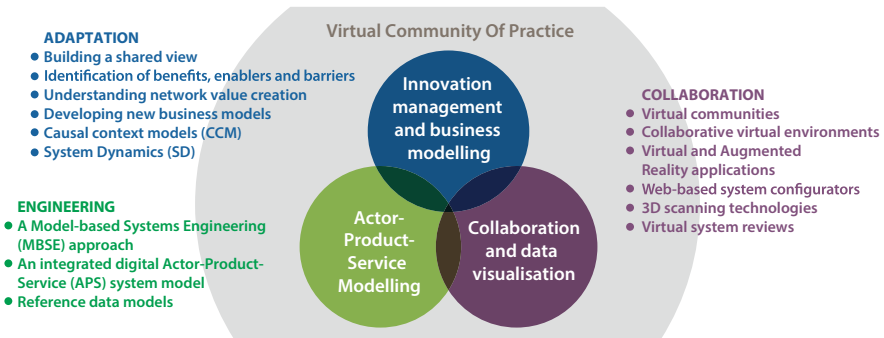 Virtual Community Of Practice
ADAPTATION
● Building a shared view
● Identification of benefits, enablers and barriers
● Understanding network value creation
● Developing new business models
● Causal context models (CCM)
● System Dynamics (SD)
Innovation
management
and business
modelling
COLLABORATION
● Virtual communities
● Collaborative virtual environments
● Virtual and Augmented
Reality applications
● Web-based system configurators
● 3D scanning technologies
● Virtual system reviews
ENGINEERING
● A Model-based Systems Engineering
(MBSE) approach
● An integrated digital Actor-Product-
Service (APS) system model
● Reference data models
Actor-
Product-
Service
Modelling
Collaboration
and data
visualisation